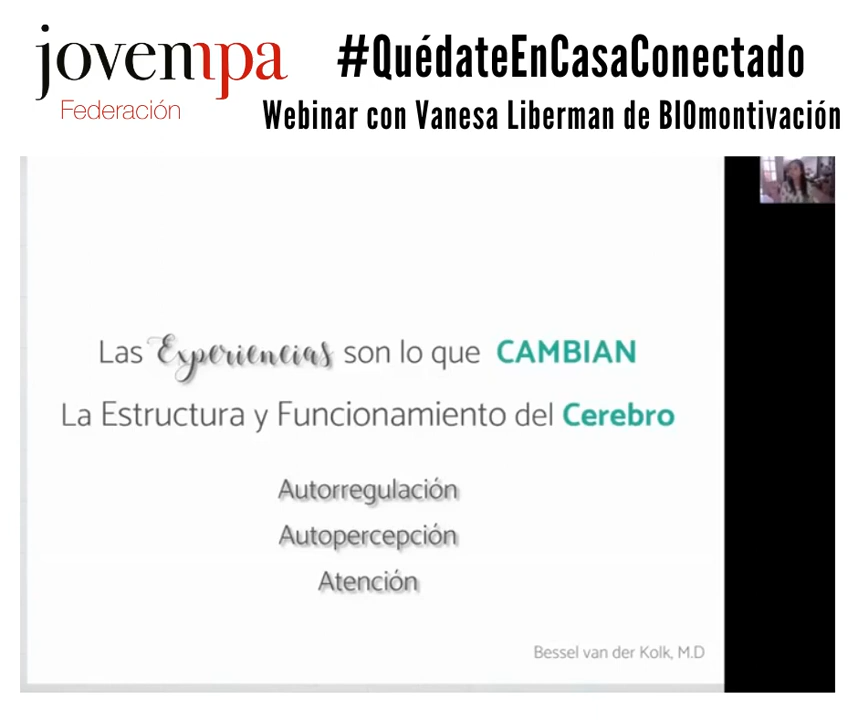 jovempa
Federación
#QuédateEnCasaConectado
Webinar con Vanesa Liberman de BIOmontivación
Las Experiencias son lo que CAMBIAN
La Estructura y Funcionamiento del Cerebro
Autorregulación
Autopercepción
Atención
Bessel van der Kolk, M.D